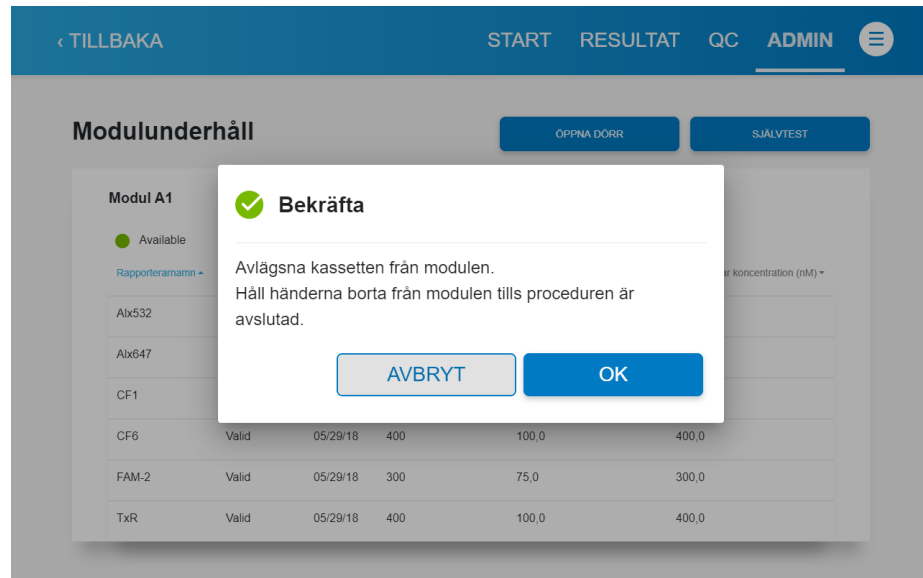 ‹ TILLBAKA START RESULTAT QC ADMIN
Modulunderhåll ÖPPNA DÖRR SJÄLVTEST
Modul A1
Available
Rapporternamn koncentration (nM)
Alx532
Alx647
CF1
Bekräfta
Avlägsna kassetten från modulen.
Håll händerna borta från modulen tills proceduren är
avslutad.
AVBRYT OK
CF6 Valid 05/29/18 400 100,0 400,0
FAM-2 Valid 05/29/18 300 75,0 300,0
TxR Valid 05/29/18 400 100,0 400,0